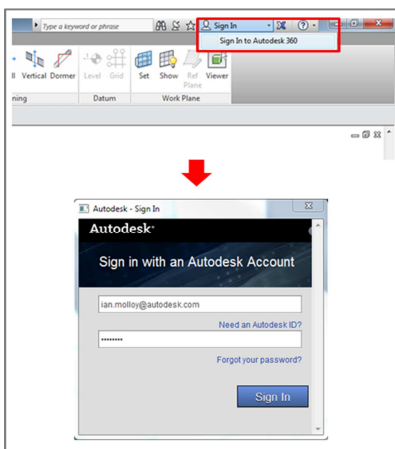 Type a keyword or phrase
Sign In
Sign In to Autodesk 360
Vertical Dormer Level Grid Set Show Ref Plane Viewer
ning Datum Work Plane
Autodesk - Sign In
Autodesk
Sign in with an Autodesk Account
ian.molloy@autodesk.com
Need an Autodesk ID?
••••••••
Forgot your password?
Sign In